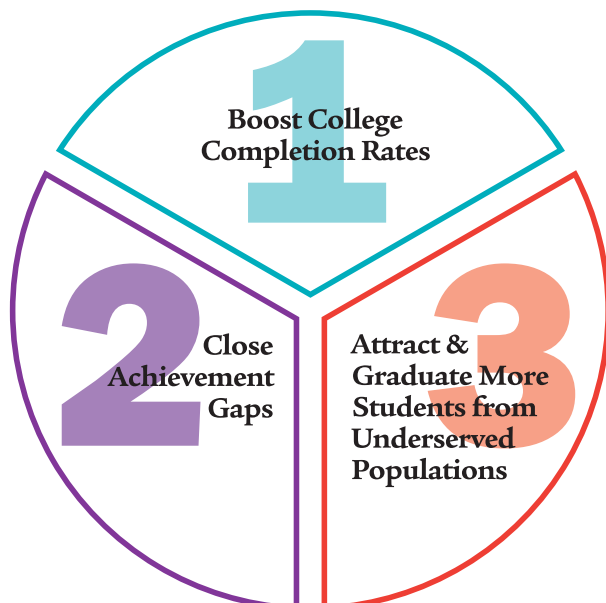 1
Boost College
Completion Rates
2
Close
Achievement
Gaps
3
Attract &
Graduate More
Students from
Underserved
Populations